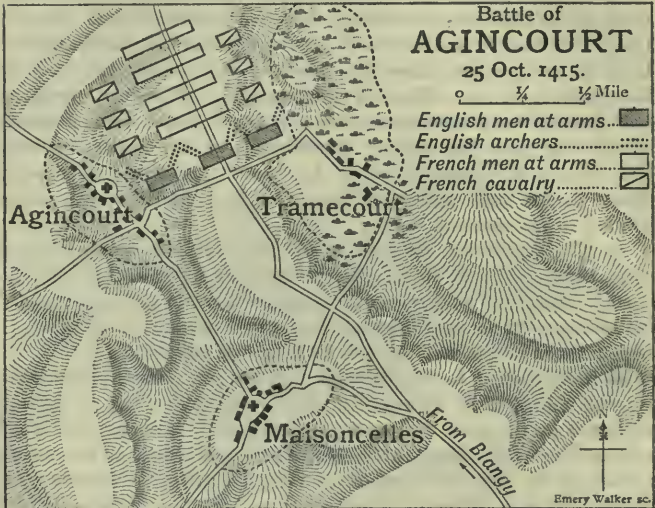 Battle of
AGINCOURT
25 Oct. 1415.
0 ¼ ½ Mile
English men at arms
English archers
French men at arms
French cavalry
Agincourt
Tramecourt
Maisoncelles
From Blangy
N
Emery Walker sc.